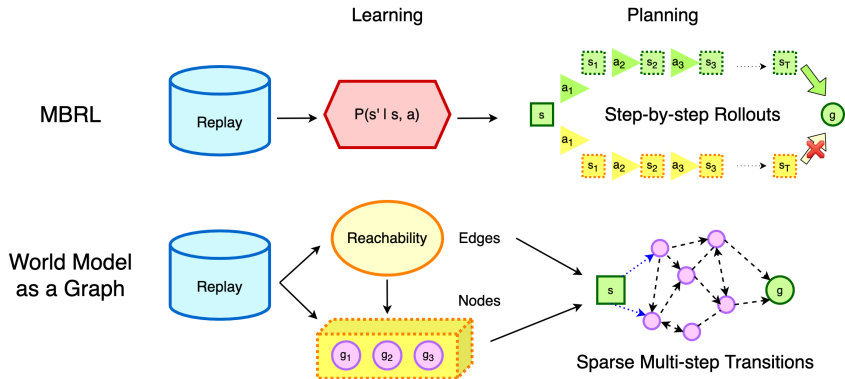 Learning
Planning
MBRL
Replay
P(s' | s, a)
s
a₁
s₁ a₂ s₂ a₃ s₃ s_T
Step-by-step Rollouts
g
a₁
s₁ a₂ s₂ a₃ s₃ s_T
World Model
as a Graph
Replay
Reachability
Edges
Nodes
g₁ g₂ g₃
s
g
Sparse Multi-step Transitions